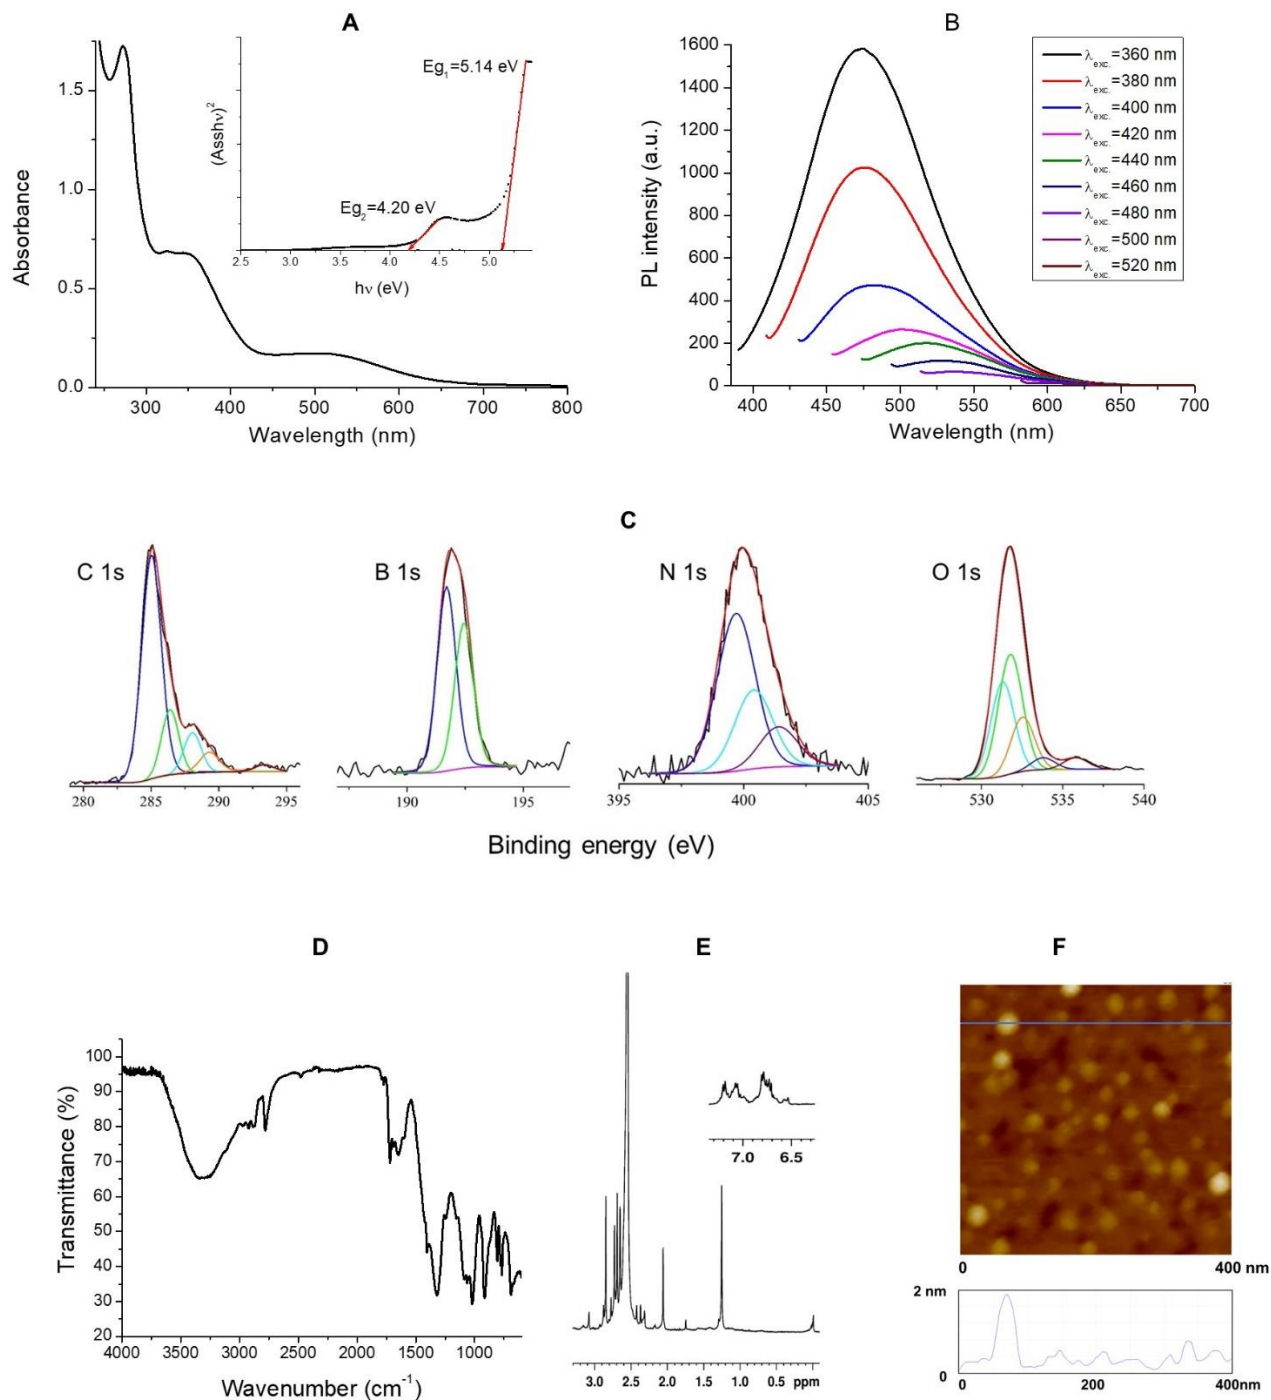 A
Absorbance
1.5
1.0
0.5
0.0
300 400 500 600 700 800
Wavelength (nm)
(Asshν)²
Eg₁=5.14 eV
Eg₂=4.20 eV
2.5 3.0 3.5 4.0 4.5 5.0
hν (eV)
B
PL intensity (a.u.)
1600
1400
1200
1000
800
600
400
200
0
400 450 500 550 600 650 700
Wavelength (nm)
λexc.=360 nm
λexc.=380 nm
λexc.=400 nm
λexc.=420 nm
λexc.=440 nm
λexc.=460 nm
λexc.=480 nm
λexc.=500 nm
λexc.=520 nm
C
C 1s
280 285 290 295
B 1s
190 195
N 1s
395 400 405
O 1s
530 535 540
Binding energy (eV)
D
Transmittance (%)
100
90
80
70
60
50
40
30
20
4000 3500 3000 2500 2000 1500 1000
Wavenumber (cm⁻¹)
E
7.0 6.5
3.0 2.5 2.0 1.5 1.0 0.5 ppm
F
0 400 nm
2 nm
0
0 200 400nm